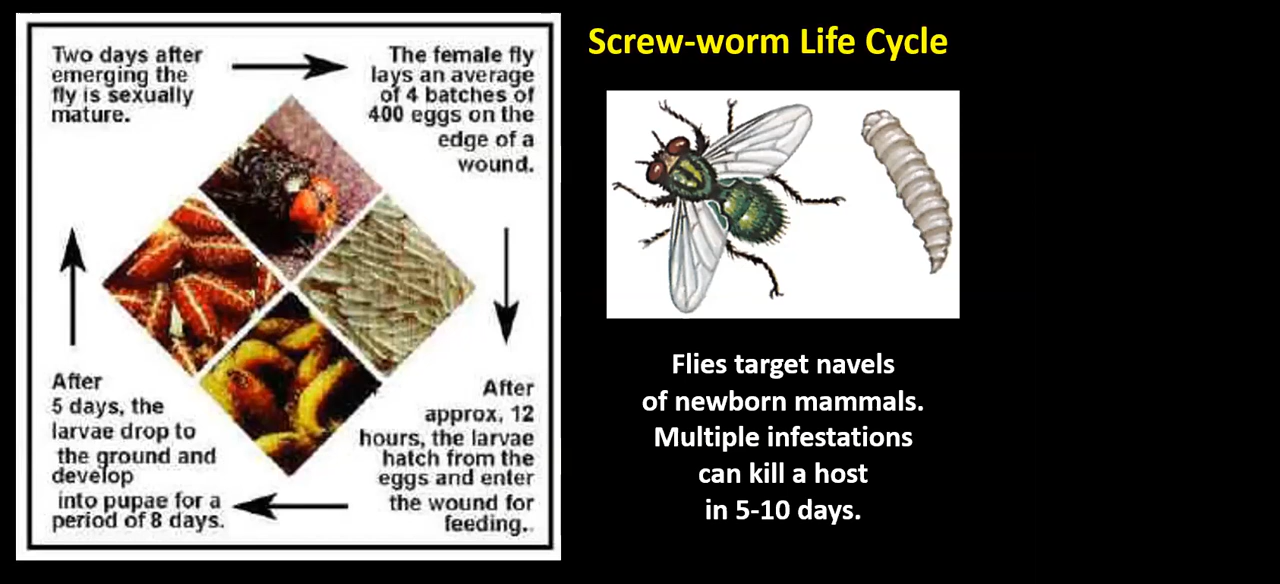 Screw-worm Life Cycle
Two days after
emerging the
fly is sexually
mature.
The female fly
lays an average
of 4 batches of
400 eggs on the
edge of a
wound.
After
approx, 12
hours, the larvae
hatch from the
eggs and enter
the wound for
feeding.
After
5 days, the
larvae drop to
the ground and
develop
into pupae for a
period of 8 days.
Flies target navels
of newborn mammals.
Multiple infestations
can kill a host
in 5-10 days.